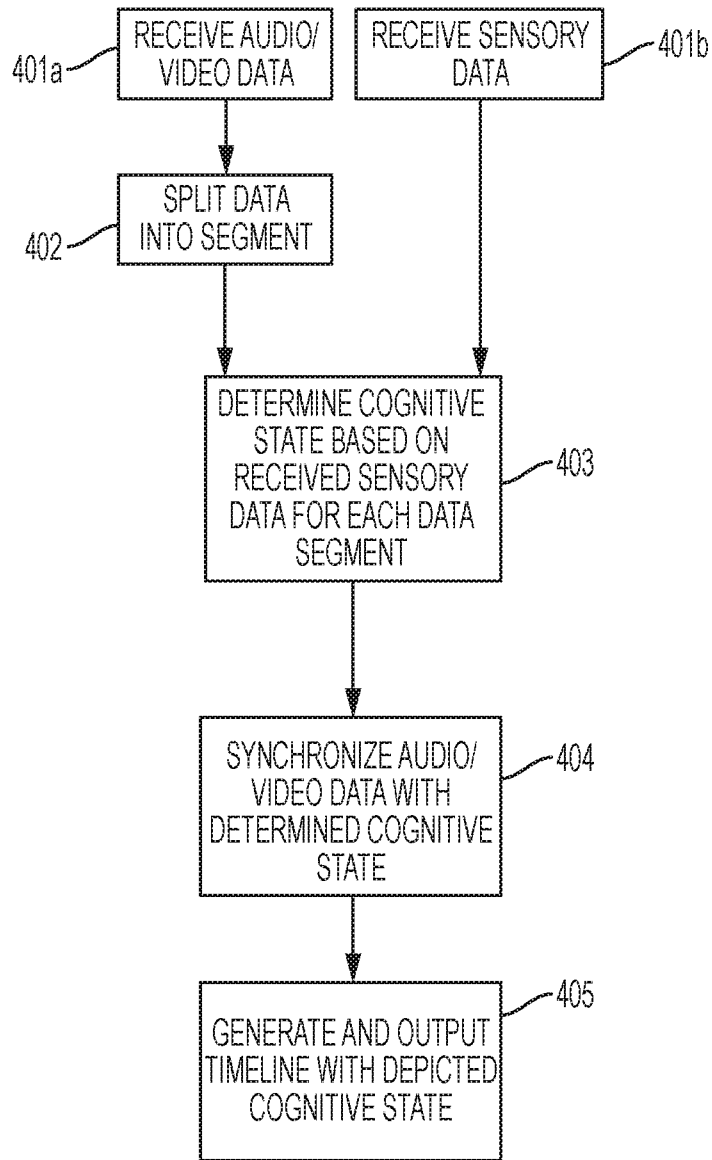 RECEIVE AUDIO/
VIDEO DATA
401a
RECEIVE SENSORY
DATA
401b
SPLIT DATA
INTO SEGMENT
402
DETERMINE COGNITIVE
STATE BASED ON
RECEIVED SENSORY
DATA FOR EACH DATA
SEGMENT
403
SYNCHRONIZE AUDIO/
VIDEO DATA WITH
DETERMINED COGNITIVE
STATE
404
GENERATE AND OUTPUT
TIMELINE WITH DEPICTED
COGNITIVE STATE
405